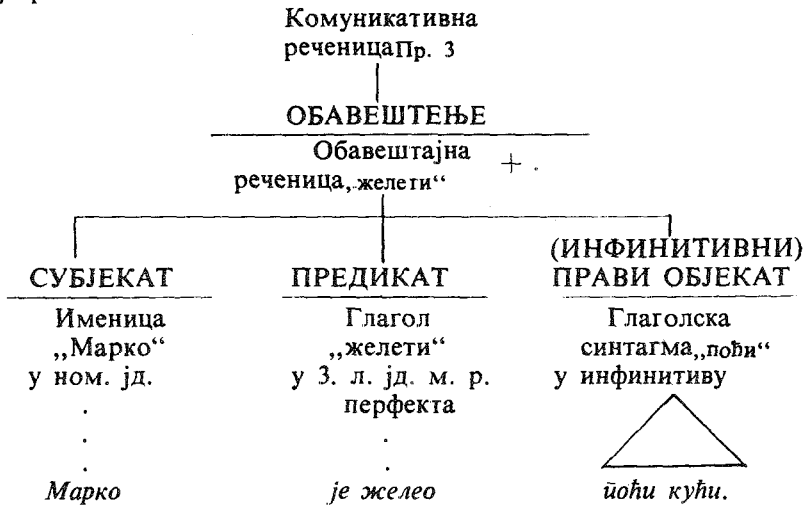 Комуникативна
реченицаПр. 3
ОБАВЕШТЕЊЕ
Обавештајна +
реченица„желети“
СУБЈЕКАТ ПРЕДИКАТ (ИНФИНИТИВНИ)
ПРАВИ ОБЈЕКАТ
Именица Глагол Глаголска
„Марко“ „желети“ синтагма„поћи“
у ном. јд. у 3. л. јд. м. р. у инфинитиву
перфекта
Марко је желео поћи кући.